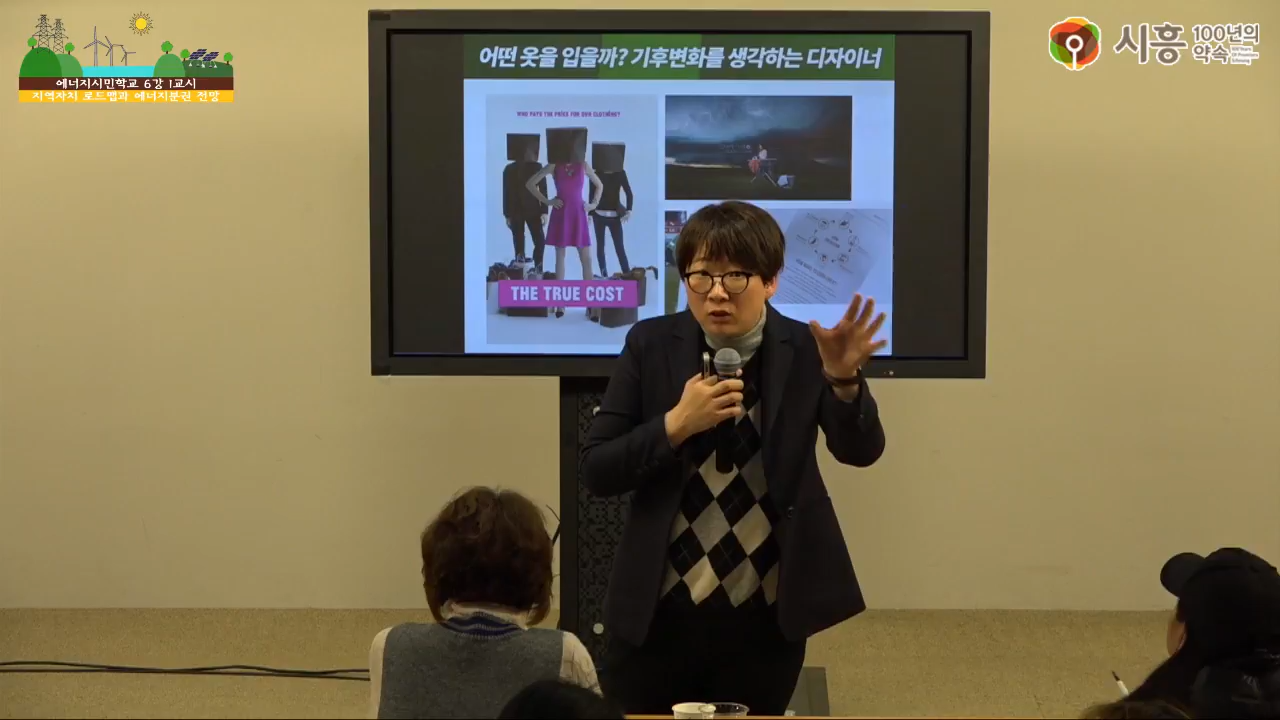 에너지시민학교 6강 1교시
지역자치 로드맵과 에너지분권 전망
시흥 100년의
약속
어떤 옷을 입을까? 기후변화를 생각하는 디자이너
WHO PAYS THE PRICE FOR OUR CLOTHING?
THE TRUE COST